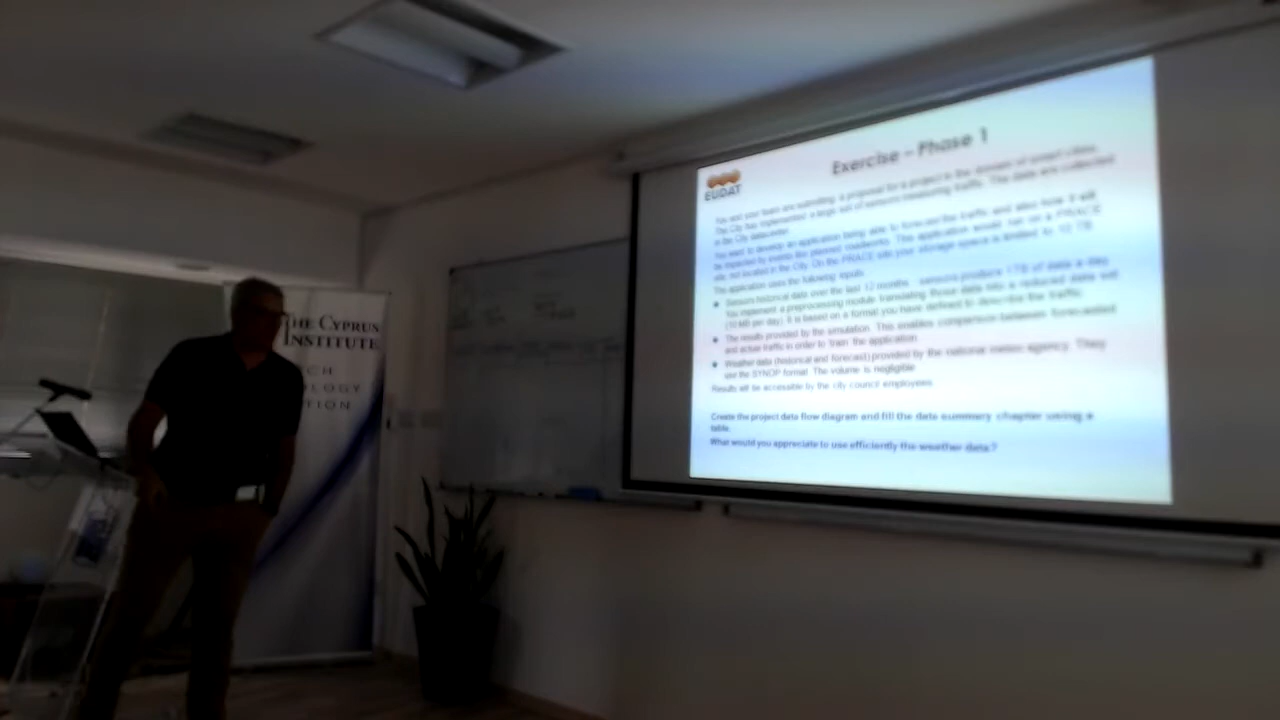 THE CYPRUS
INSTITUTE
CH
OLOGY
TION
EUDAT
Exercise – Phase 1
You and your team are submitting a proposal for a project in the domain of smart cities.
The City has implemented a large set of sensors measuring traffic. The data are collected
in the City datacenter.
You want to develop an application being able to forecast the traffic and also how it will
be impacted by events like planned roadworks. This application would run on a PRACE
site, not located in the City. On the PRACE site your storage space is limited to 10 TB.
The application uses the following inputs:
Sensors historical data over the last 12 months: sensors produce 1TB of data a day.
You implement a preprocessing module translating those data into a reduced data set
(10 MB per day). It is based on a format you have defined to describe the traffic.
The results provided by the simulation. This enables comparison between forecasted
and actual traffic in order to 'train' the application.
Weather data (historical and forecast) provided by the national meteo agency. They
use the SYNOP format. The volume is negligible
Results will be accessible by the city council employees.
Create the project data flow diagram and fill the data summary chapter using a
table.
What would you appreciate to use efficiently the weather data?